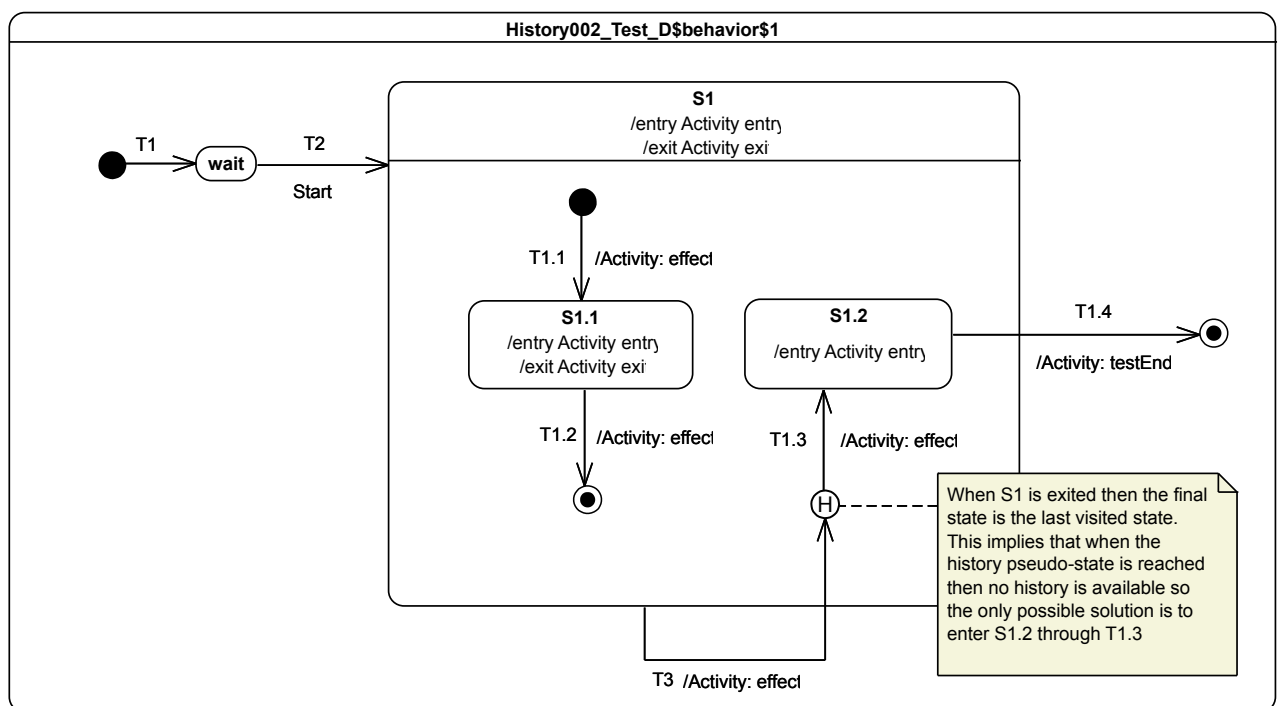 History002_Test_D$behavior$1
S1
/entry Activity entry
/exit Activity exi
T1
T2
wait
Start
T1.1
/Activity: effect
S1.1
/entry Activity entry
/exit Activity exi
S1.2
/entry Activity entry
T1.4
/Activity: testEnd
T1.2
/Activity: effect
T1.3
/Activity: effect
H
When S1 is exited then the final
state is the last visited state.
This implies that when the
history pseudo-state is reached
then no history is available so
the only possible solution is to
enter S1.2 through T1.3
T3
/Activity: effect